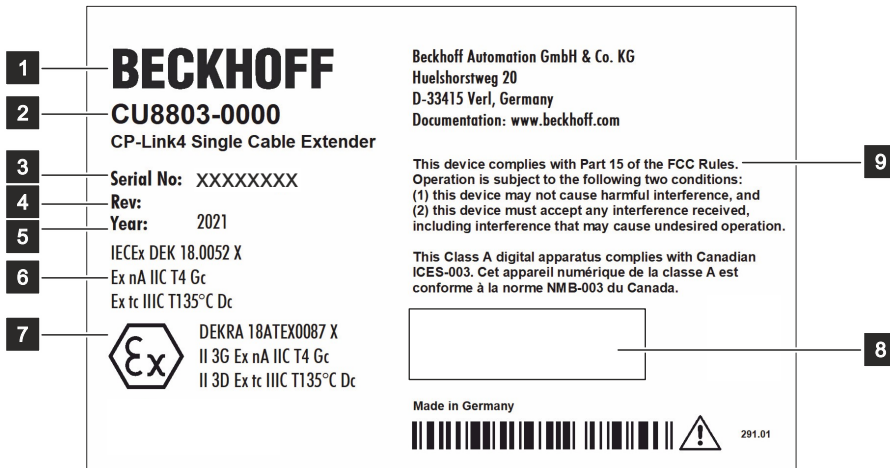 1
BECKHOFF
2
CU8803-0000
CP-Link4 Single Cable Extender
3
Serial No: XXXXXXXX
4
Rev:
5
Year: 2021
IECEx DEK 18.0052 X
6
Ex nA IIC T4 Gc
Ex tc IIIC T135°C Dc
7
Ex
DEKRA 18ATEX0087 X
II 3G Ex nA IIC T4 Gc
II 3D Ex tc IIIC T135°C Dc
Beckhoff Automation GmbH & Co. KG
Huelshorstweg 20
D-33415 Verl, Germany
Documentation: www.beckhoff.com
This device complies with Part 15 of the FCC Rules.
9
Operation is subject to the following two conditions:
(1) this device may not cause harmful interference, and
(2) this device must accept any interference received,
including interference that may cause undesired operation.
This Class A digital apparatus complies with Canadian
ICES-003. Cet appareil numérique de la classe A est
conforme à la norme NMB-003 du Canada.
8
Made in Germany
291.01